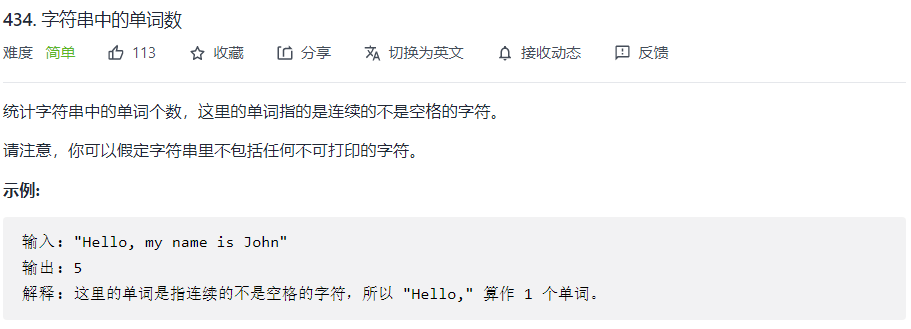 434. 字符串中的单词数
难度 简单 113 收藏 分享 切换为英文 接收动态 反馈
统计字符串中的单词个数，这里的单词指的是连续的不是空格的字符。
请注意，你可以假定字符串里不包括任何不可打印的字符。
示例:
输入: "Hello, my name is John"
输出: 5
解释: 这里的单词是指连续的不是空格的字符，所以 "Hello," 算作 1 个单词。